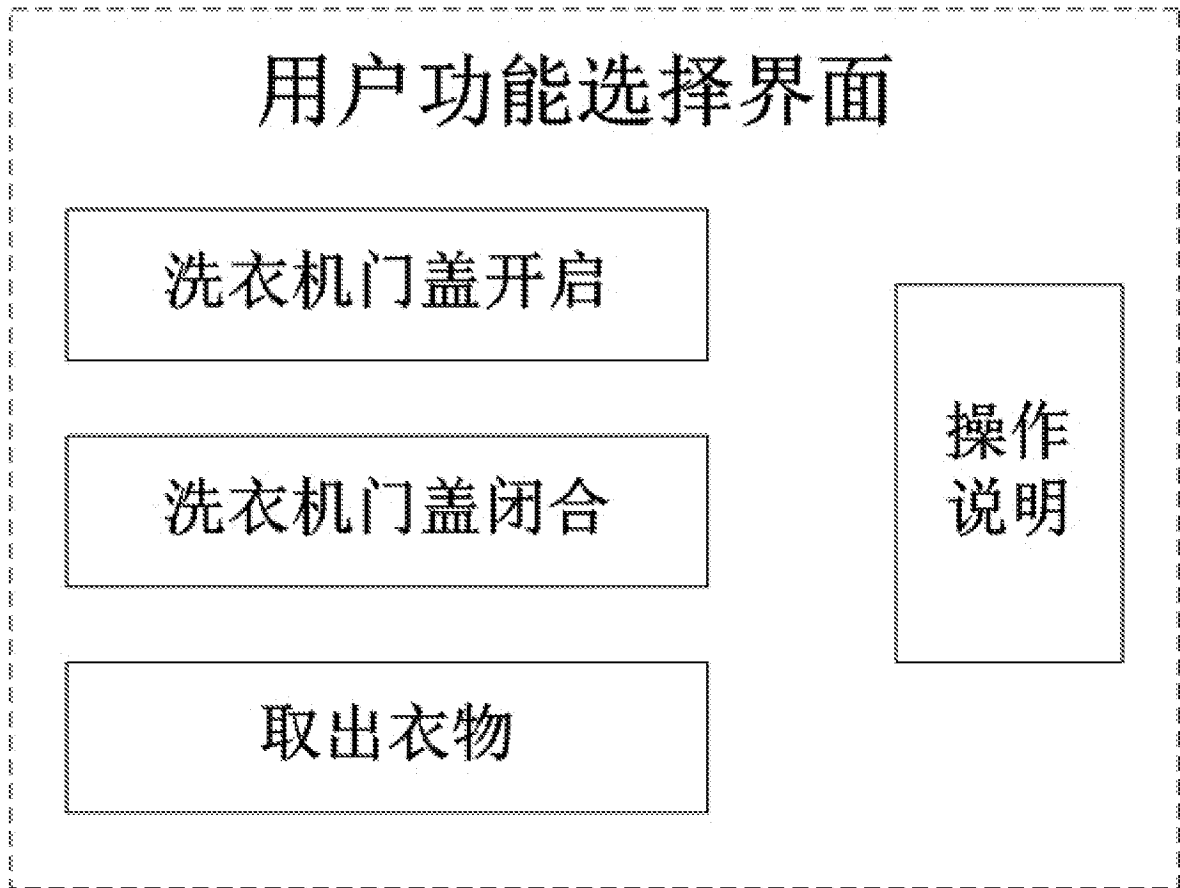 用户功能选择界面
洗衣机门盖开启
洗衣机门盖闭合
取出衣物
操作
说明